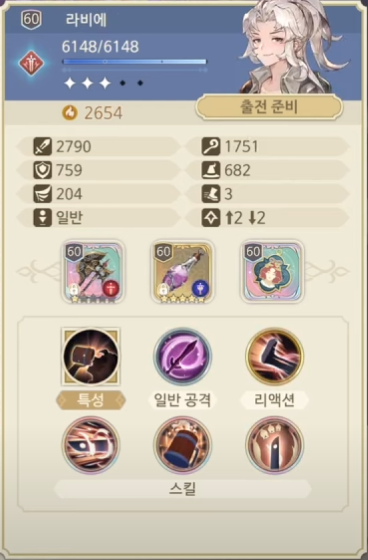 60 라비에
6148/6148
2654
출전 준비
2790 1751
759 682
204 3
일반 ↑2 ↓2
60 60 60
특성 일반 공격 리액션
스킬